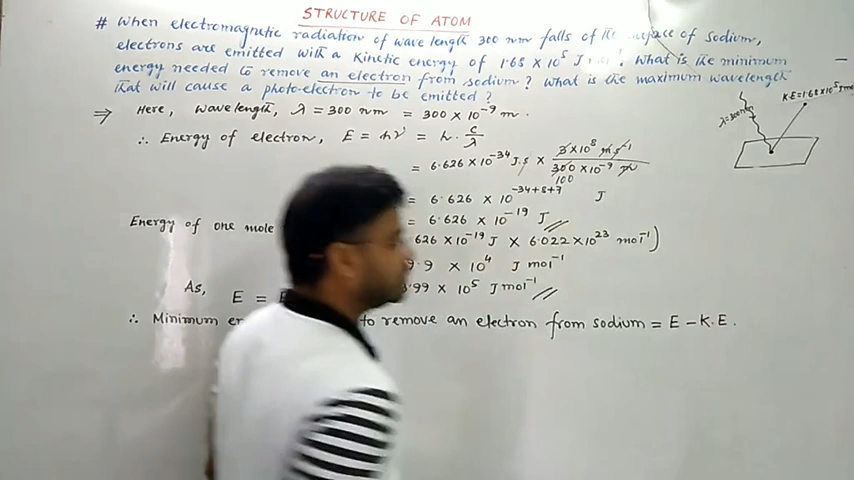 STRUCTURE OF ATOM
# When electromagnetic radiation of wavelength 300 nm falls of the surface of sodium,
electrons are emitted with a kinetic energy of 1.68 × 10⁵ J What is the minimum
energy needed to remove an electron from sodium? What is the maximum wavelength
that will cause a photo-electron to be emitted?
K.E=1.68×10⁵
λ=300nm
⇒ Here, wavelength, λ = 300 nm = 300 × 10⁻⁹ m.
∴ Energy of electron, E = hν = h. c/λ
= 6.626 × 10⁻³⁴ J.s × 3×10⁸ m s⁻¹ / 300 × 10⁻⁹ m
100
= 6.626 × 10⁻³⁴⁺⁸⁺⁷ J
= 6.626 × 10⁻¹⁹ J
Energy of one mole 626 × 10⁻¹⁹ J × 6.022 × 10²³ mol⁻¹)
9.9 × 10⁴ J mol⁻¹
.99 × 10⁵ J mol⁻¹
As, E =
∴ Minimum to remove an electron from sodium = E − K.E.